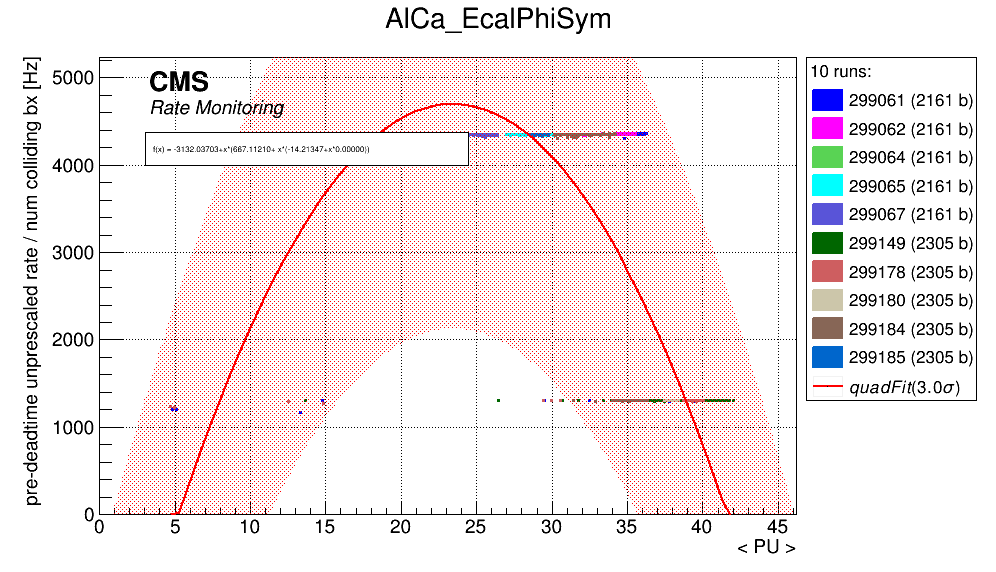 AlCa_EcalPhiSym
pre-deadtime unprescaled rate / num colliding bx [Hz]
5000
4000
3000
2000
1000
0
CMS
Rate Monitoring
f(x) = -3132.03703+x*(667.11210+ x*(-14.21347+x*0.00000))
0 5 10 15 20 25 30 35 40 45
< PU >
10 runs:
299061 (2161 b)
299062 (2161 b)
299064 (2161 b)
299065 (2161 b)
299067 (2161 b)
299149 (2305 b)
299178 (2305 b)
299180 (2305 b)
299184 (2305 b)
299185 (2305 b)
quadFit(3.0σ)